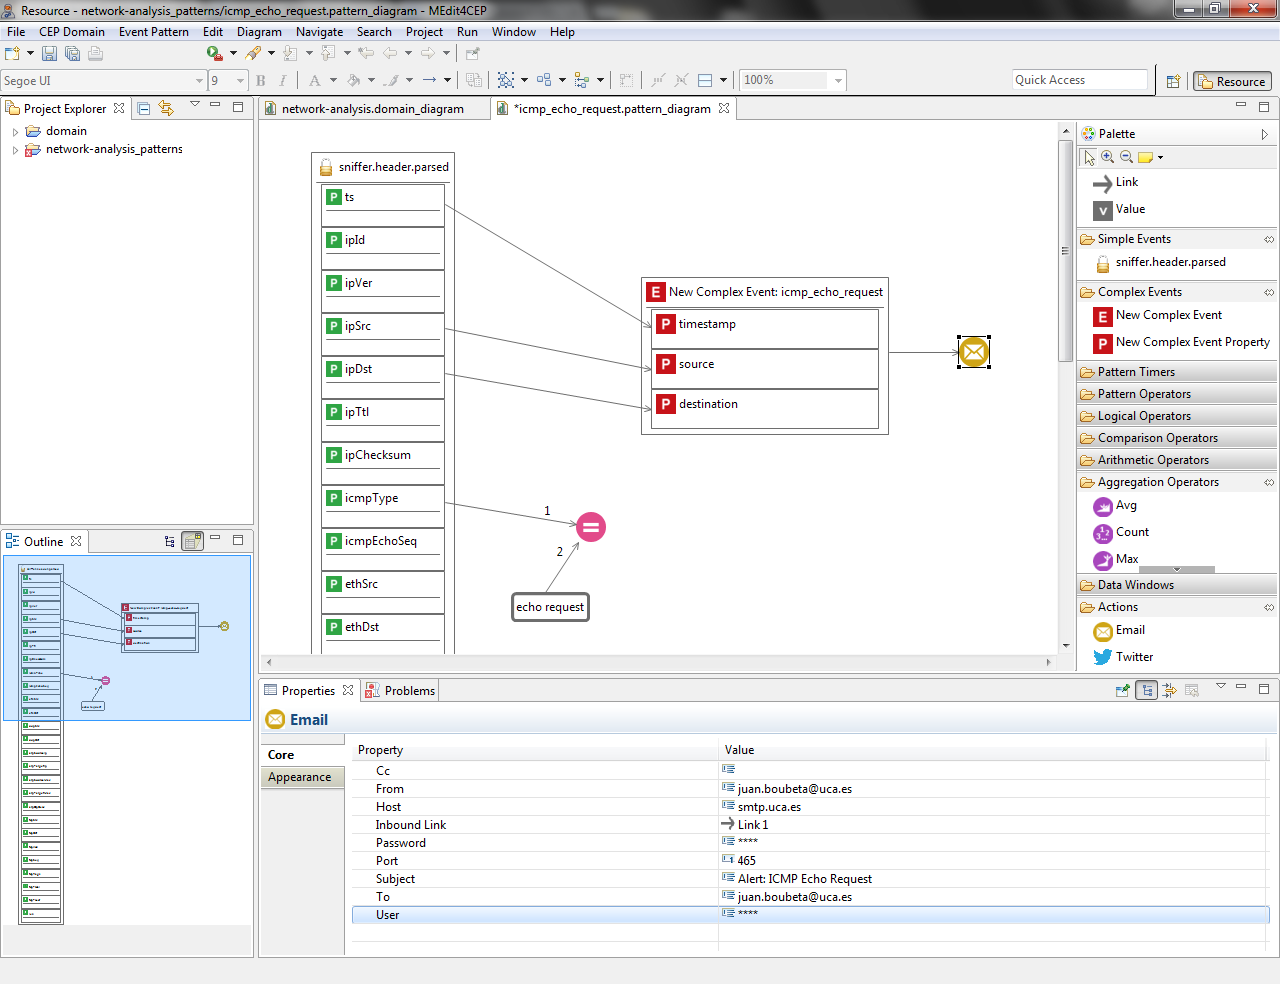 Resource - network-analysis_patterns/icmp_echo_request.pattern_diagram - MEdit4CEP
File CEP Domain Event Pattern Edit Diagram Navigate Search Project Run Window Help
Segoe UI 9 B I A 100% Quick Access Resource
Project Explorer
domain
network-analysis_patterns
network-analysis.domain_diagram
*icmp_echo_request.pattern_diagram
sniffer.header.parsed
P ts
P ipId
P ipVer
P ipSrc
P ipDst
P ipTtl
P ipChecksum
P icmpType
P icmpEchoSeq
P ethSrc
P ethDst
E New Complex Event: icmp_echo_request
P timestamp
P source
P destination
1
2
echo request
Palette
Link
V Value
Simple Events
sniffer.header.parsed
Complex Events
E New Complex Event
P New Complex Event Property
Pattern Timers
Pattern Operators
Logical Operators
Comparison Operators
Arithmetic Operators
Aggregation Operators
Avg
Count
Max
Data Windows
Actions
Email
Twitter
Outline
Properties
Problems
Email
Core
Appearance
Property Value
Cc
From juan.boubeta@uca.es
Host smtp.uca.es
Inbound Link Link 1
Password ****
Port 465
Subject Alert: ICMP Echo Request
To juan.boubeta@uca.es
User ****